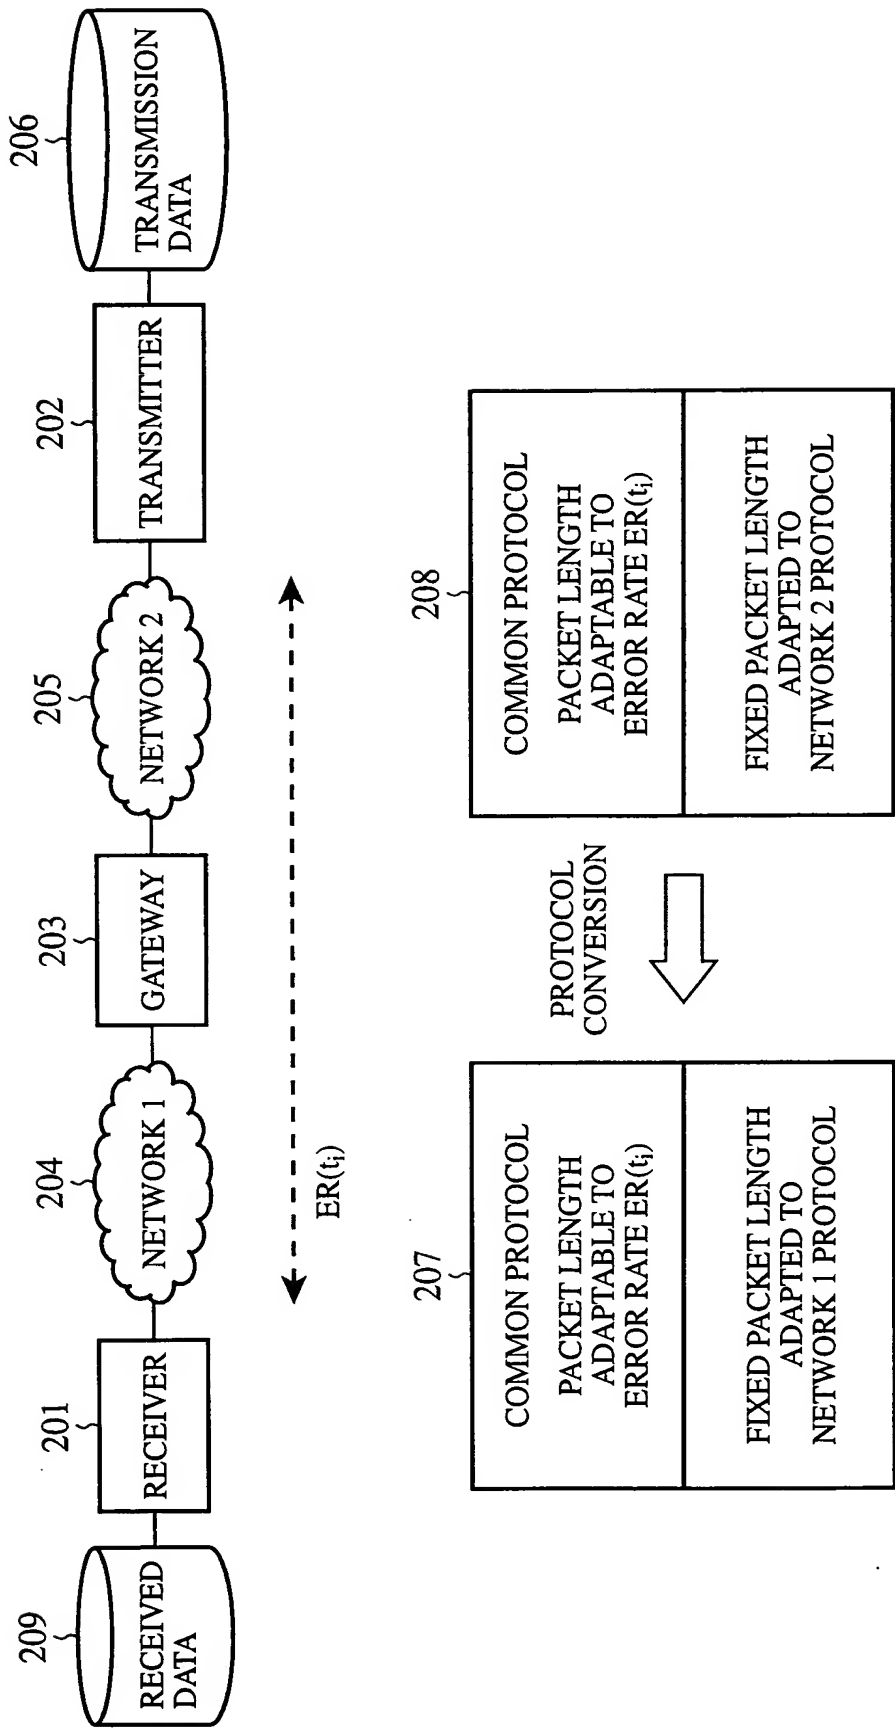 209
RECEIVED
DATA
201
RECEIVER
204
NETWORK 1
203
GATEWAY
205
NETWORK 2
202
TRANSMITTER
206
TRANSMISSION
DATA
ER(tᵢ)
207
COMMON PROTOCOL
PACKET LENGTH
ADAPTABLE TO
ERROR RATE ER(tᵢ)
FIXED PACKET LENGTH
ADAPTED TO
NETWORK 1 PROTOCOL
PROTOCOL
CONVERSION
208
COMMON PROTOCOL
PACKET LENGTH
ADAPTABLE TO
ERROR RATE ER(tᵢ)
FIXED PACKET LENGTH
ADAPTED TO
NETWORK 2 PROTOCOL